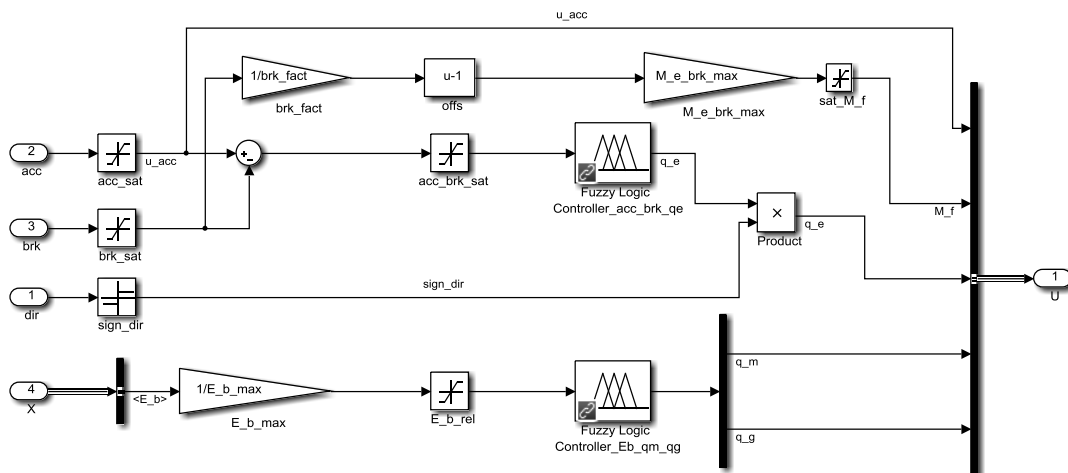 u_acc
1/brk_fact
brk_fact
u-1
offs
M_e_brk_max
M_e_brk_max
sat_M_f
2
acc
acc_sat
u_acc
+
-
acc_brk_sat
q_e
Fuzzy Logic
Controller_acc_brk_qe
3
brk
brk_sat
×
Product
q_e
M_f
1
dir
sign_dir
sign_dir
1
U
4
X
<E_b>
1/E_b_max
E_b_max
E_b_rel
Fuzzy Logic
Controller_Eb_qm_qg
q_m
q_g